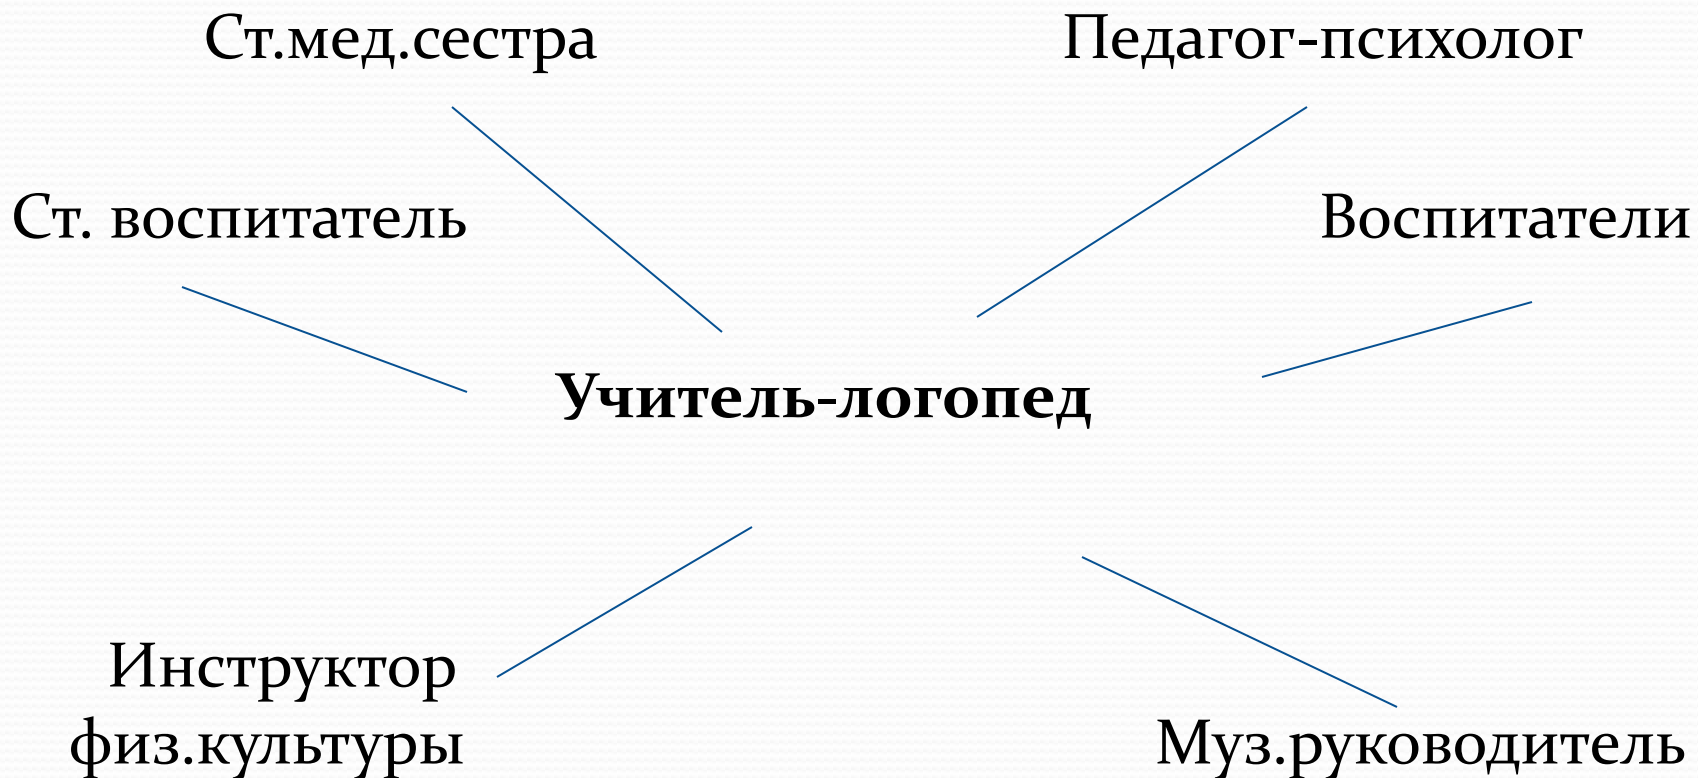 Ст.мед.сестра
Педагог-психолог
Ст. воспитатель
Воспитатели
Учитель-логопед
Инструктор
физ.культуры
Муз.руководитель